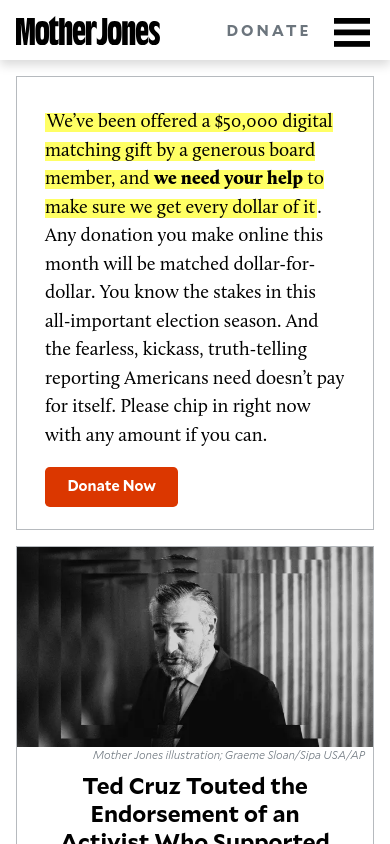 Mother Jones
DONATE
We've been offered a $50,000 digital
matching gift by a generous board
member, and we need your help to
make sure we get every dollar of it.
Any donation you make online this
month will be matched dollar-for-
dollar. You know the stakes in this
all-important election season. And
the fearless, kickass, truth-telling
reporting Americans need doesn't pay
for itself. Please chip in right now
with any amount if you can.
Donate Now
Mother Jones illustration; Graeme Sloan/Sipa USA/AP
Ted Cruz Touted the
Endorsement of an
Activist Who Supported